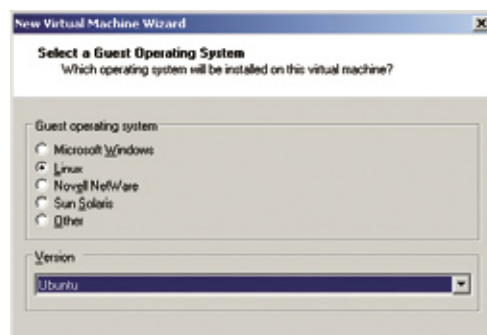 New Virtual Machine Wizard
Select a Guest Operating System
Which operating system will be installed on this virtual machine?
Guest operating system
Microsoft Windows
Linux
Novell NetWare
Sun Solaris
Other
Version
Ubuntu